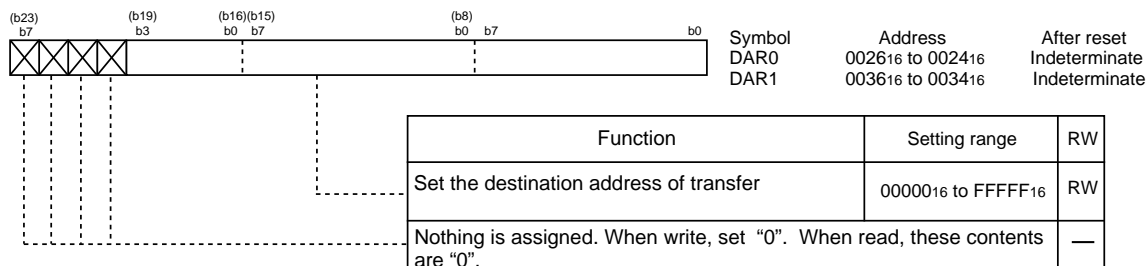 (b23) (b19) (b16)(b15) (b8)
b7 b3 b0 b7 b0 b7 b0
Symbol Address After reset
DAR0 002616 to 002416 Indeterminate
DAR1 003616 to 003416 Indeterminate
Function Setting range RW
Set the destination address of transfer 0000016 to FFFFF16 RW
Nothing is assigned. When write, set “0”. When read, these contents —
are “0”.